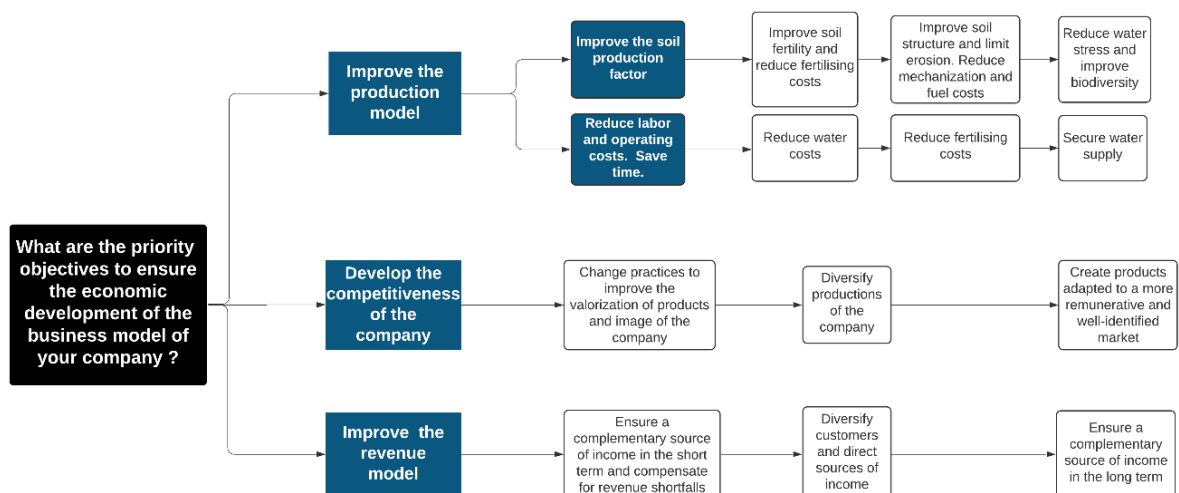 What are the priority
objectives to ensure
the economic
development of the
business model of
your company ?
Improve the
production
model
Improve the soil
production
factor
Improve soil
fertility and
reduce fertilising
costs
Improve soil
structure and limit
erosion. Reduce
mechanization and
fuel costs
Reduce water
stress and
improve
biodiversity
Reduce labor
and operating
costs. Save
time.
Reduce water
costs
Reduce fertilising
costs
Secure water
supply
Develop the
competitiveness
of the
company
Change practices to
improve the
valorization of products
and image of the
company
Diversify
productions
of the
company
Create products
adapted to a more
remunerative and
well-identified
market
Improve the
revenue
model
Ensure a
complementary source
of income in the short
term and compensate
for revenue shortfalls
Diversify
customers
and direct
sources of
income
Ensure a
complementary
source of income
in the long term